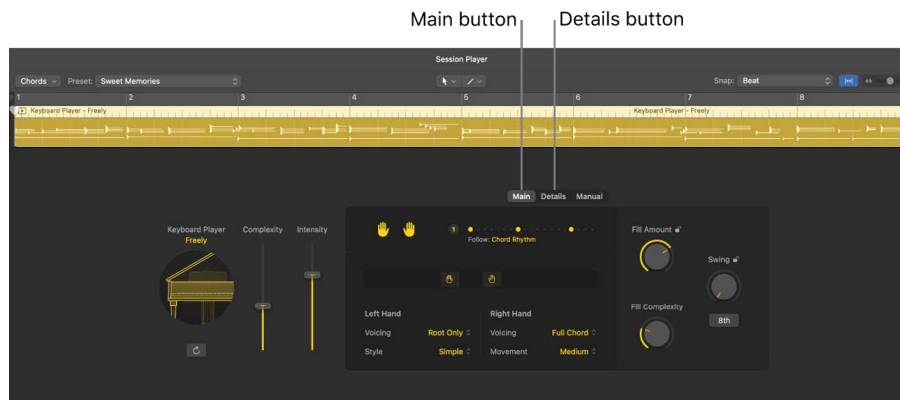 Main button
Details button
Session Player
Chords
Preset: Sweet Memories
Snap: Beat
1 2 3 4 5 6 7 8
Keyboard Player - Freely
Keyboard Player - Freely
Main Details Manual
Keyboard Player
Freely
Complexity
Intensity
1
Follow: Chord Rhythm
Left Hand
Voicing Root Only
Style Simple
Right Hand
Voicing Full Chord
Movement Medium
Fill Amount
Swing
Fill Complexity
8th